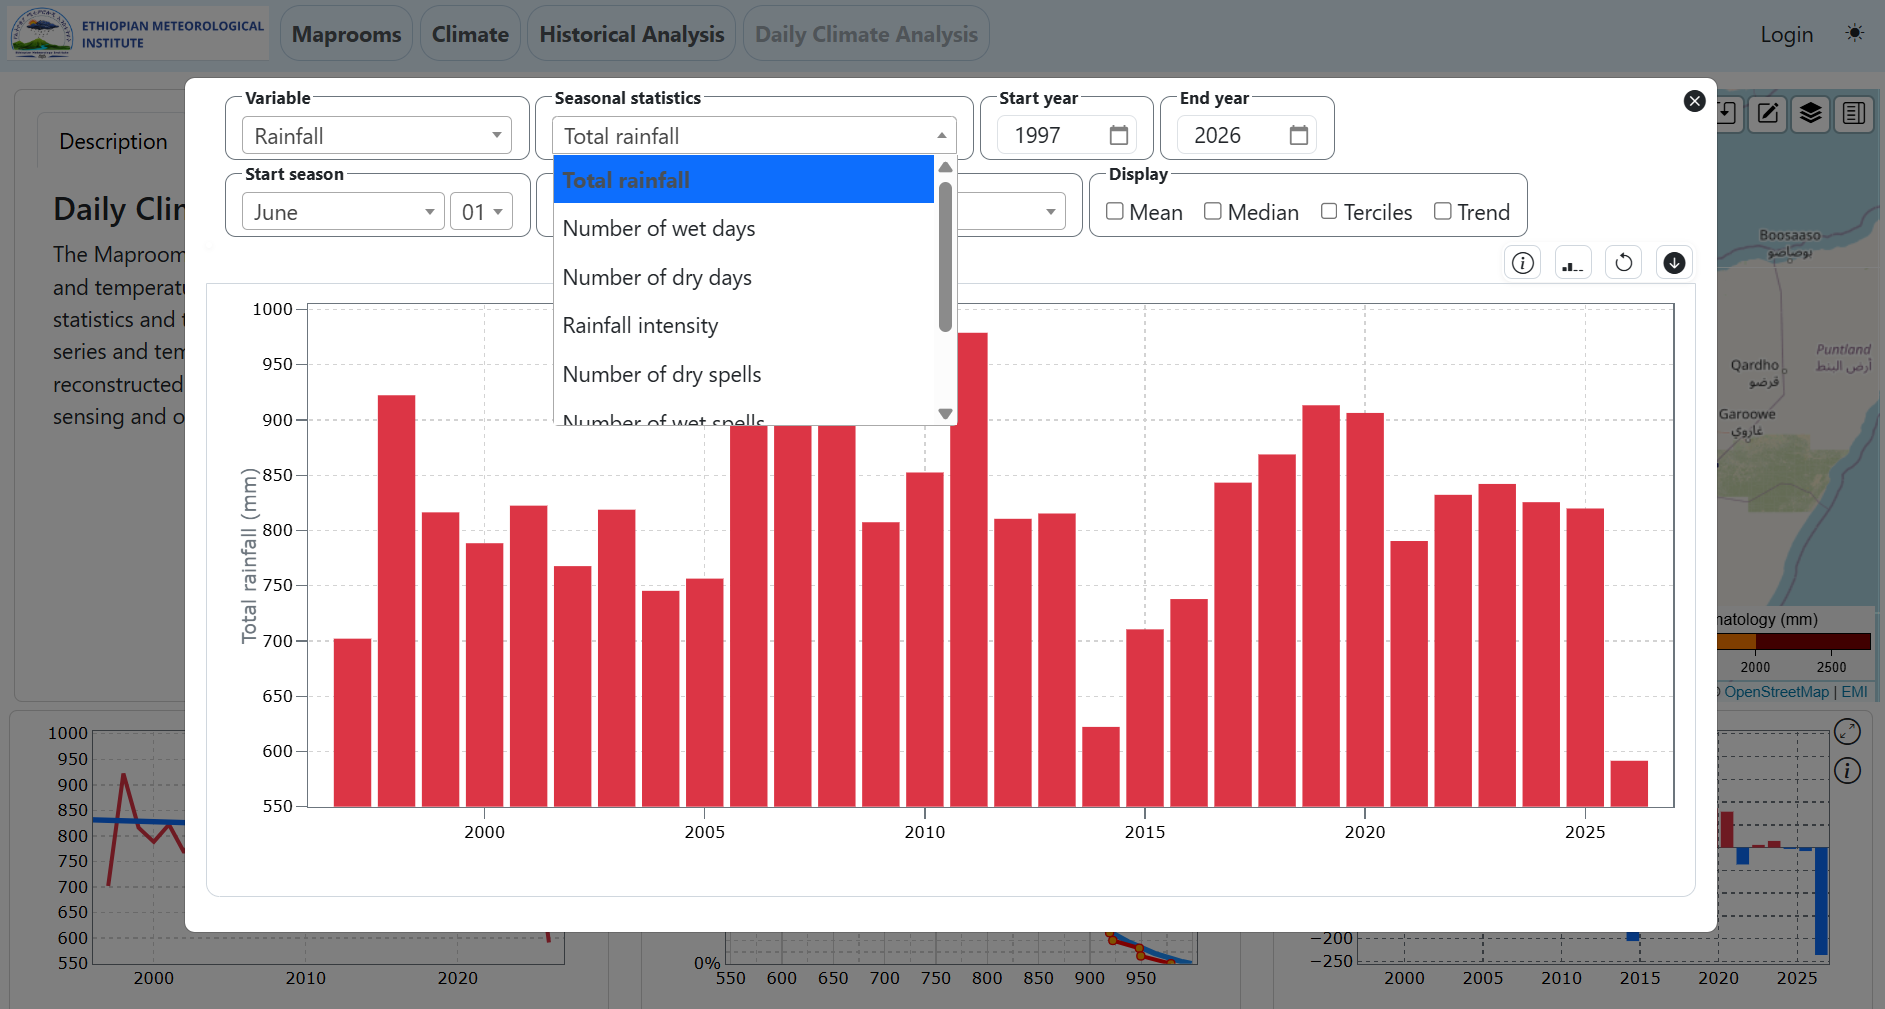 ETHIOPIAN METEOROLOGICAL
INSTITUTE
Maprooms
Climate
Historical Analysis
Daily Climate Analysis
Login
Variable
Rainfall
Seasonal statistics
Total rainfall
Start year
1997
End year
2026
Total rainfall
Number of wet days
Number of dry days
Rainfall intensity
Number of dry spells
Number of wet spells
Start season
June
01
Display
Mean
Median
Terciles
Trend
Description
Daily Clim
The Maproom
and temperatu
statistics and t
series and tem
reconstructed
sensing and o
1000
950
900
850
800
750
700
650
600
550
Total rainfall (mm)
2000
2005
2010
2015
2020
2025
Boosaaso
بوصاصو
Puntland
أرض البنط
Qardho
قرضو
Garoowe
غاروي
natology (mm)
2000
2500
© OpenStreetMap | EMI
1000
950
900
850
800
750
700
650
600
550
2000
2010
2020
0%
550
600
650
700
750
800
850
900
950
−200
−250
2000
2005
2010
2015
2020
2025